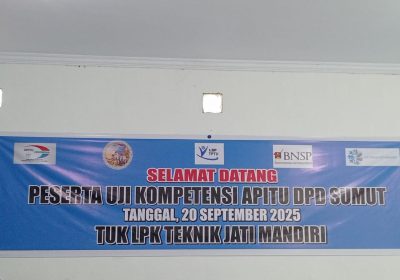 BNSP
SELAMAT DATANG
PESERTA UJI KOMPETENSI APITU DPD SUMUT
TANGGAL, 20 SEPTEMBER 2025
TUK LPK TEKNIK JATI MANDIRI